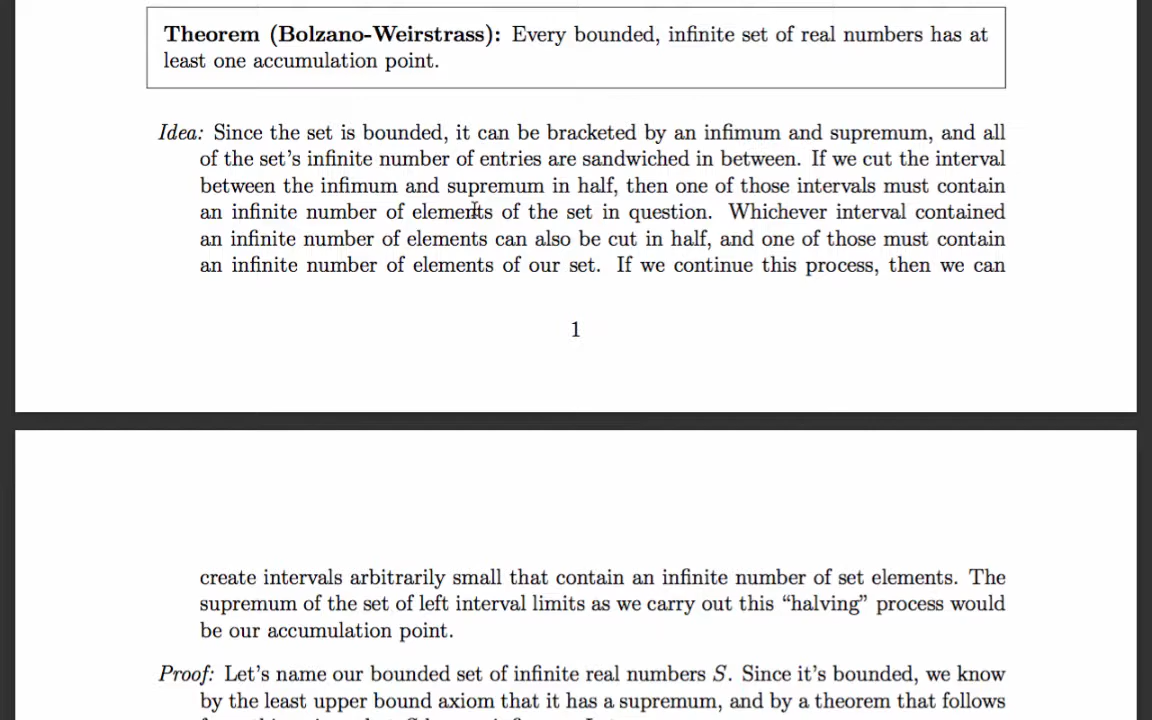 Theorem (Bolzano-Weirstrass): Every bounded, infinite set of real numbers has at
least one accumulation point.
Idea: Since the set is bounded, it can be bracketed by an infimum and supremum, and all
of the set's infinite number of entries are sandwiched in between. If we cut the interval
between the infimum and supremum in half, then one of those intervals must contain
an infinite number of elements of the set in question. Whichever interval contained
an infinite number of elements can also be cut in half, and one of those must contain
an infinite number of elements of our set. If we continue this process, then we can
1
create intervals arbitrarily small that contain an infinite number of set elements. The
supremum of the set of left interval limits as we carry out this “halving” process would
be our accumulation point.
Proof: Let's name our bounded set of infinite real numbers S. Since it's bounded, we know
by the least upper bound axiom that it has a supremum, and by a theorem that follows